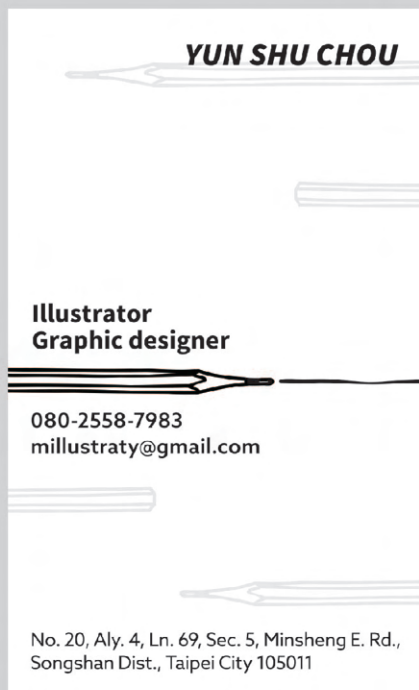 YUN SHU CHOU
Illustrator
Graphic designer
080-2558-7983
millustraty@gmail.com
No. 20, Aly. 4, Ln. 69, Sec. 5, Minsheng E. Rd.,
Songshan Dist., Taipei City 105011